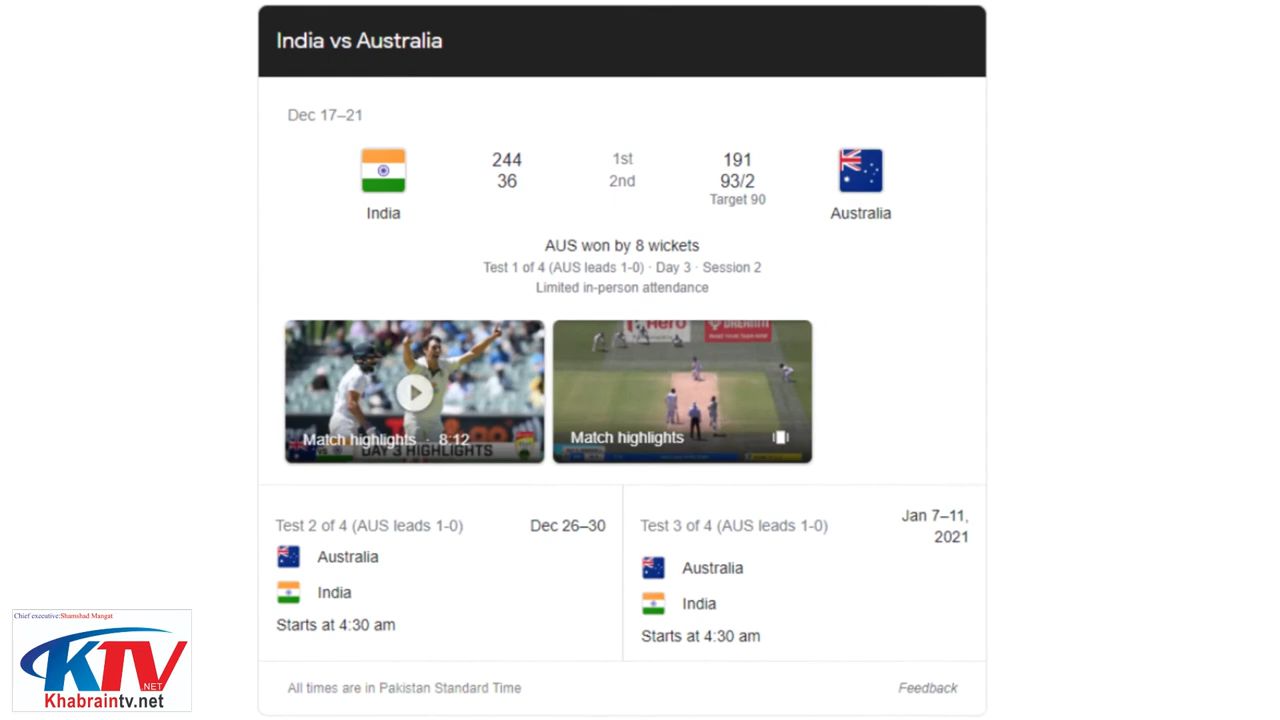 India vs Australia
Dec 17–21
244 1st 191
36 2nd 93/2
Target 90
India Australia
AUS won by 8 wickets
Test 1 of 4 (AUS leads 1-0) · Day 3 · Session 2
Limited in-person attendance
Hero
DAY 3 HIGHLIGHTS
Match highlights · 8:12
Match highlights
Test 2 of 4 (AUS leads 1-0) Dec 26–30
Australia
India
Starts at 4:30 am
Test 3 of 4 (AUS leads 1-0) Jan 7–11,
2021
Australia
India
Starts at 4:30 am
All times are in Pakistan Standard Time Feedback
Chief executive:Shamshad Mangat
KTV
.NET
Khabraintv.net